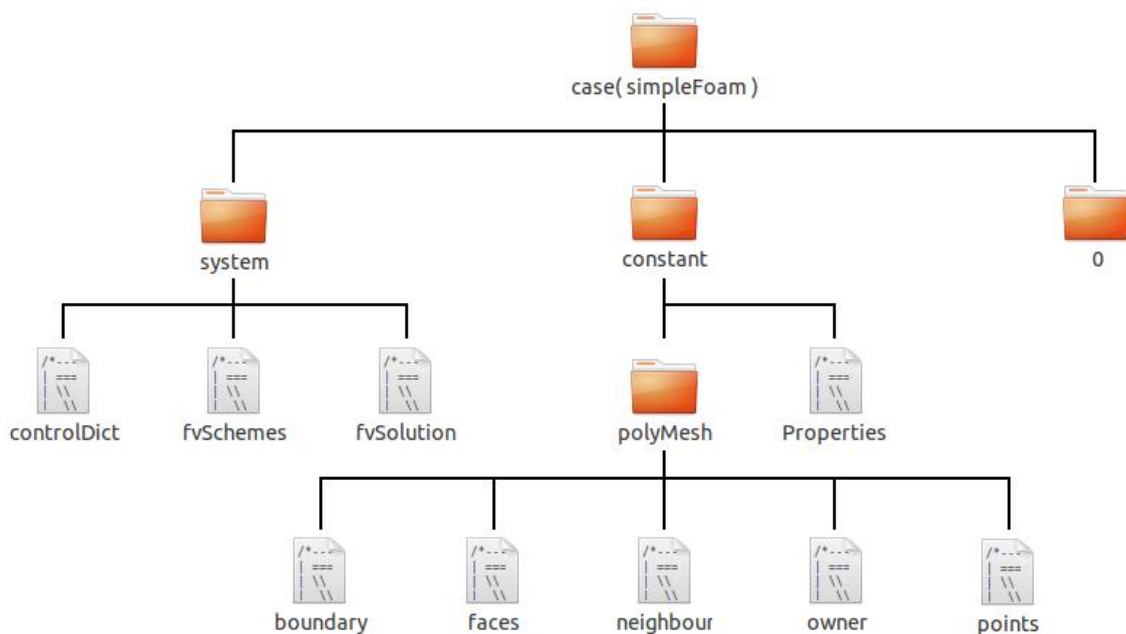 case( simpleFoam )
system
constant
0
controlDict
fvSchemes
fvSolution
polyMesh
Properties
boundary
faces
neighbour
owner
points